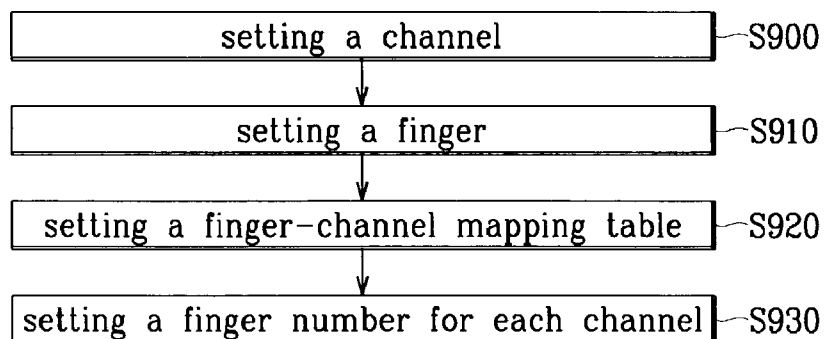 setting a channel S900
setting a finger S910
setting a finger-channel mapping table S920
setting a finger number for each channel S930